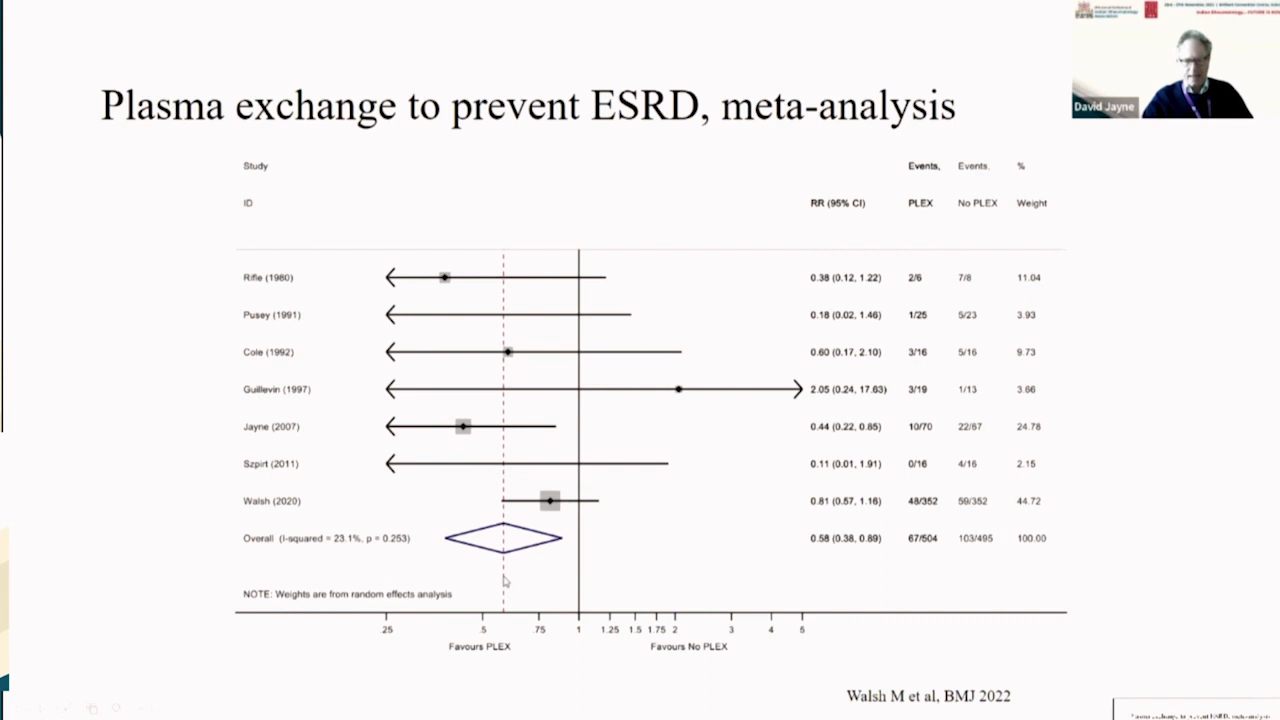 Plasma exchange to prevent ESRD, meta-analysis
David Jayne
Study Events, Events, %
ID RR (95% CI) PLEX No PLEX Weight
Rifle (1980) 0.38 (0.12, 1.22) 2/6 7/8 11.04
Pusey (1991) 0.18 (0.02, 1.46) 1/25 5/23 3.93
Cole (1992) 0.60 (0.17, 2.10) 3/16 5/16 9.73
Guillevin (1997) 2.05 (0.24, 17.63) 3/19 1/13 3.66
Jayne (2007) 0.44 (0.22, 0.85) 10/70 22/67 24.78
Szpirt (2011) 0.11 (0.01, 1.91) 0/16 4/16 2.15
Walsh (2020) 0.81 (0.57, 1.16) 48/352 59/352 44.72
Overall (I-squared = 23.1%, p = 0.253) 0.58 (0.38, 0.89) 67/504 103/495 100.00
NOTE: Weights are from random effects analysis
.25 .5 .75 1 1.25 1.5 1.75 2 3 4 5
Favours PLEX Favours No PLEX
Walsh M et al, BMJ 2022
Plasma exchange to prevent ESRD, meta-analysis